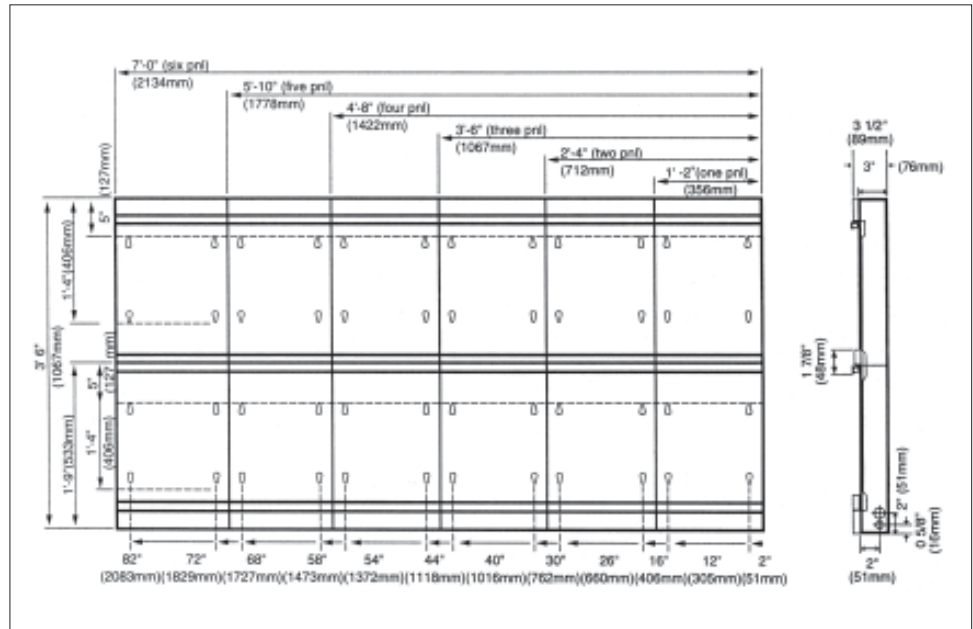 7'-0" (six pnl)
(2134mm)
5'-10" (five pnl)
(1778mm)
4'-8" (four pnl)
(1422mm)
3'-6" (three pnl)
(1067mm)
2'-4" (two pnl)
(712mm)
1' -2"(one pnl)
(356mm)
(127mm)
5"
1'-4"(406mm)
3' 6"
(1067mm)
(127 mm)
5"
1'-4"
(406mm)
1'-9"(533mm)
3 1/2"
(89mm)
3"
(76mm)
1 7/8"
(48mm)
2" (51mm)
0 5/8"
(16mm)
2"
(51mm)
82" 72" 68" 58" 54" 44" 40" 30" 26" 16" 12" 2"
(2083mm)(1829mm)(1727mm)(1473mm)(1372mm)(1118mm)(1016mm)(762mm)(660mm)(406mm)(305mm)(51mm)